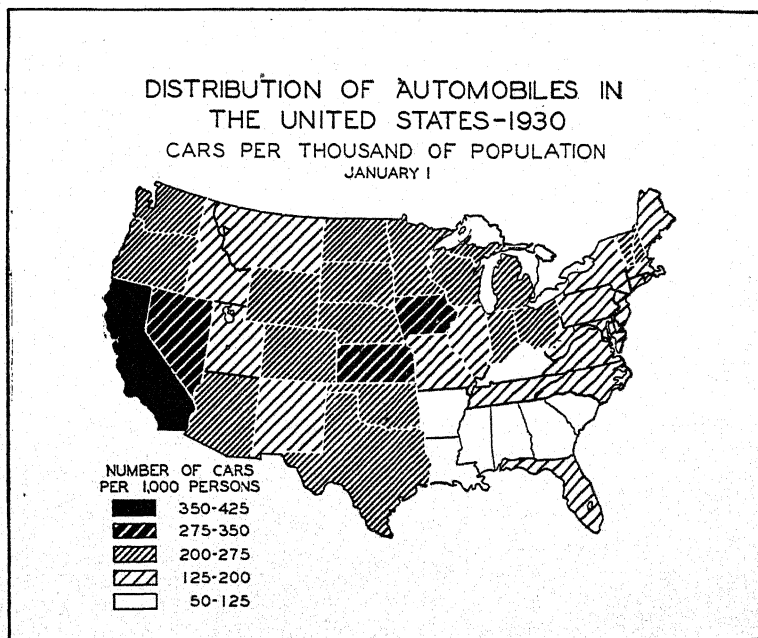 DISTRIBUTION OF AUTOMOBILES IN
THE UNITED STATES-1930
CARS PER THOUSAND OF POPULATION
JANUARY 1
NUMBER OF CARS
PER 1,000 PERSONS
350-425
275-350
200-275
125-200
50-125